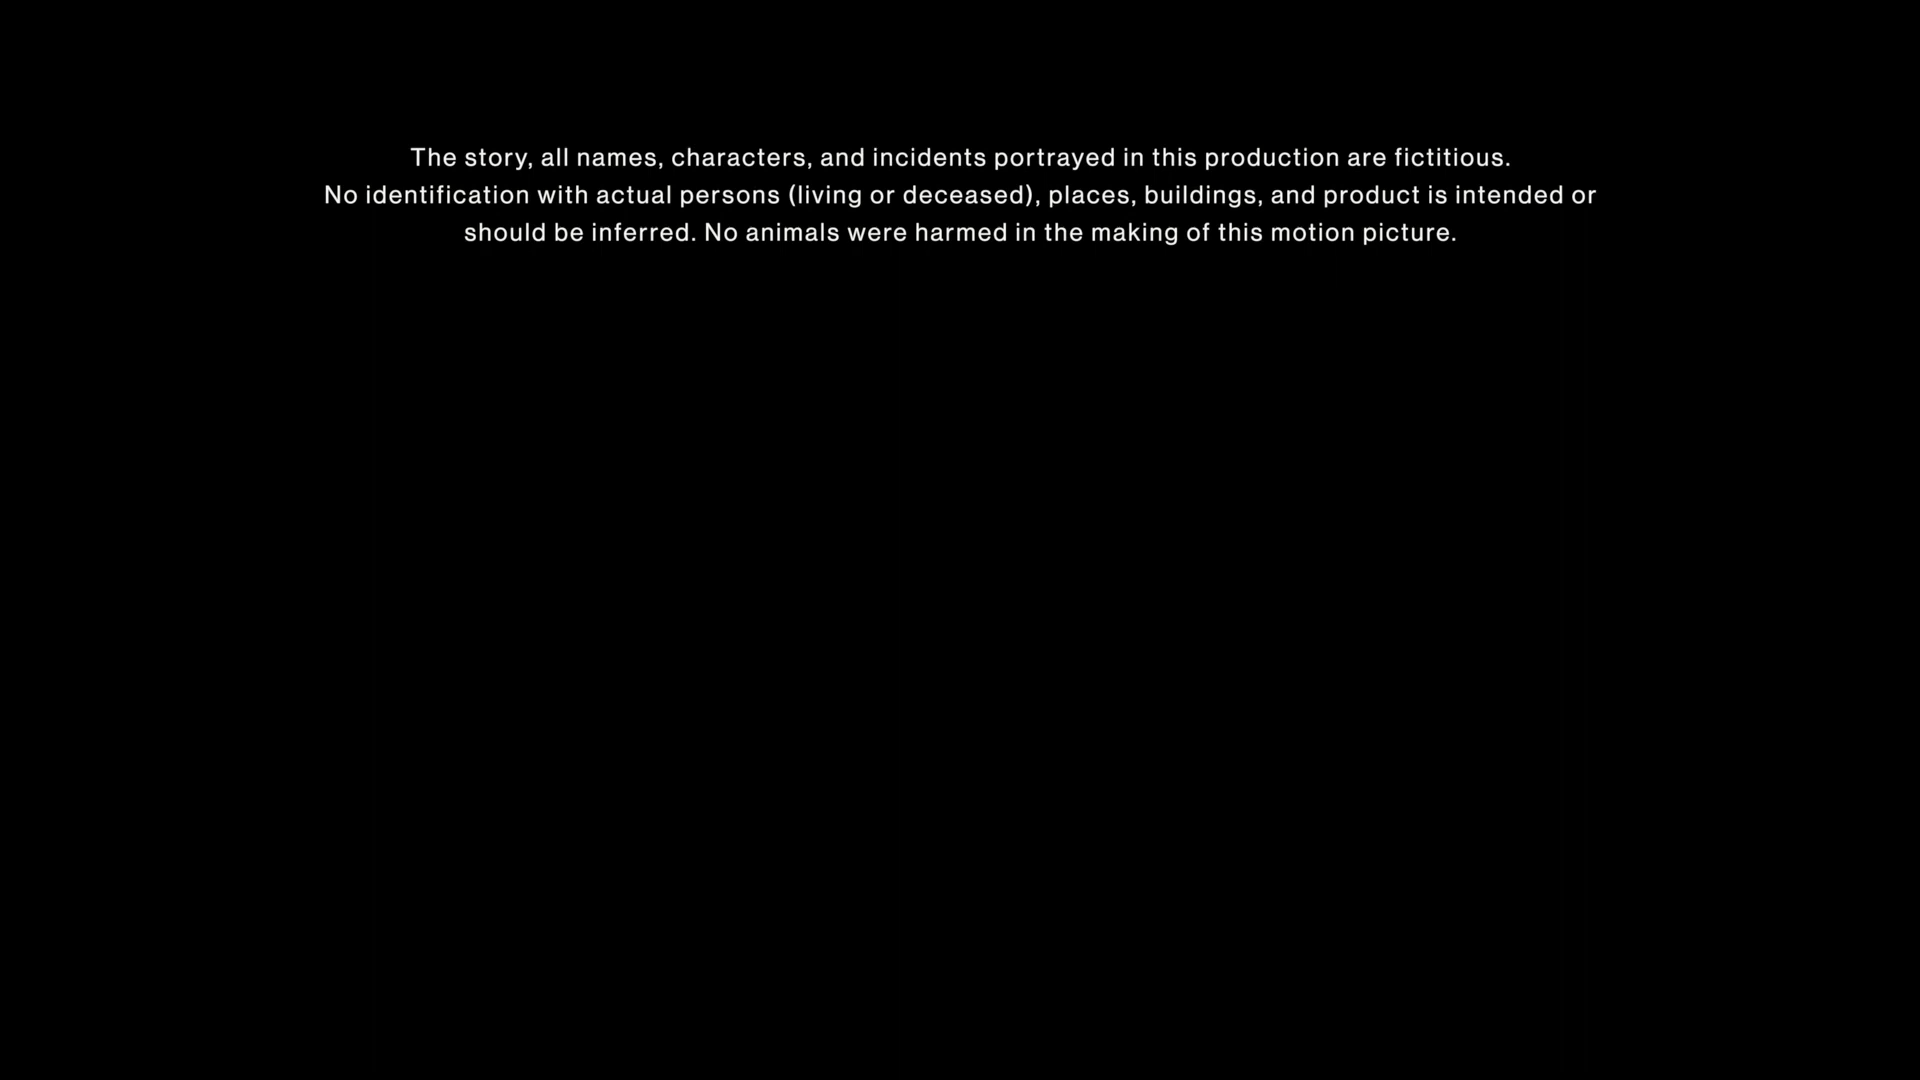 The story, all names, characters, and incidents portrayed in this production are fictitious.
No identification with actual persons (living or deceased), places, buildings, and product is intended or
should be inferred. No animals were harmed in the making of this motion picture.